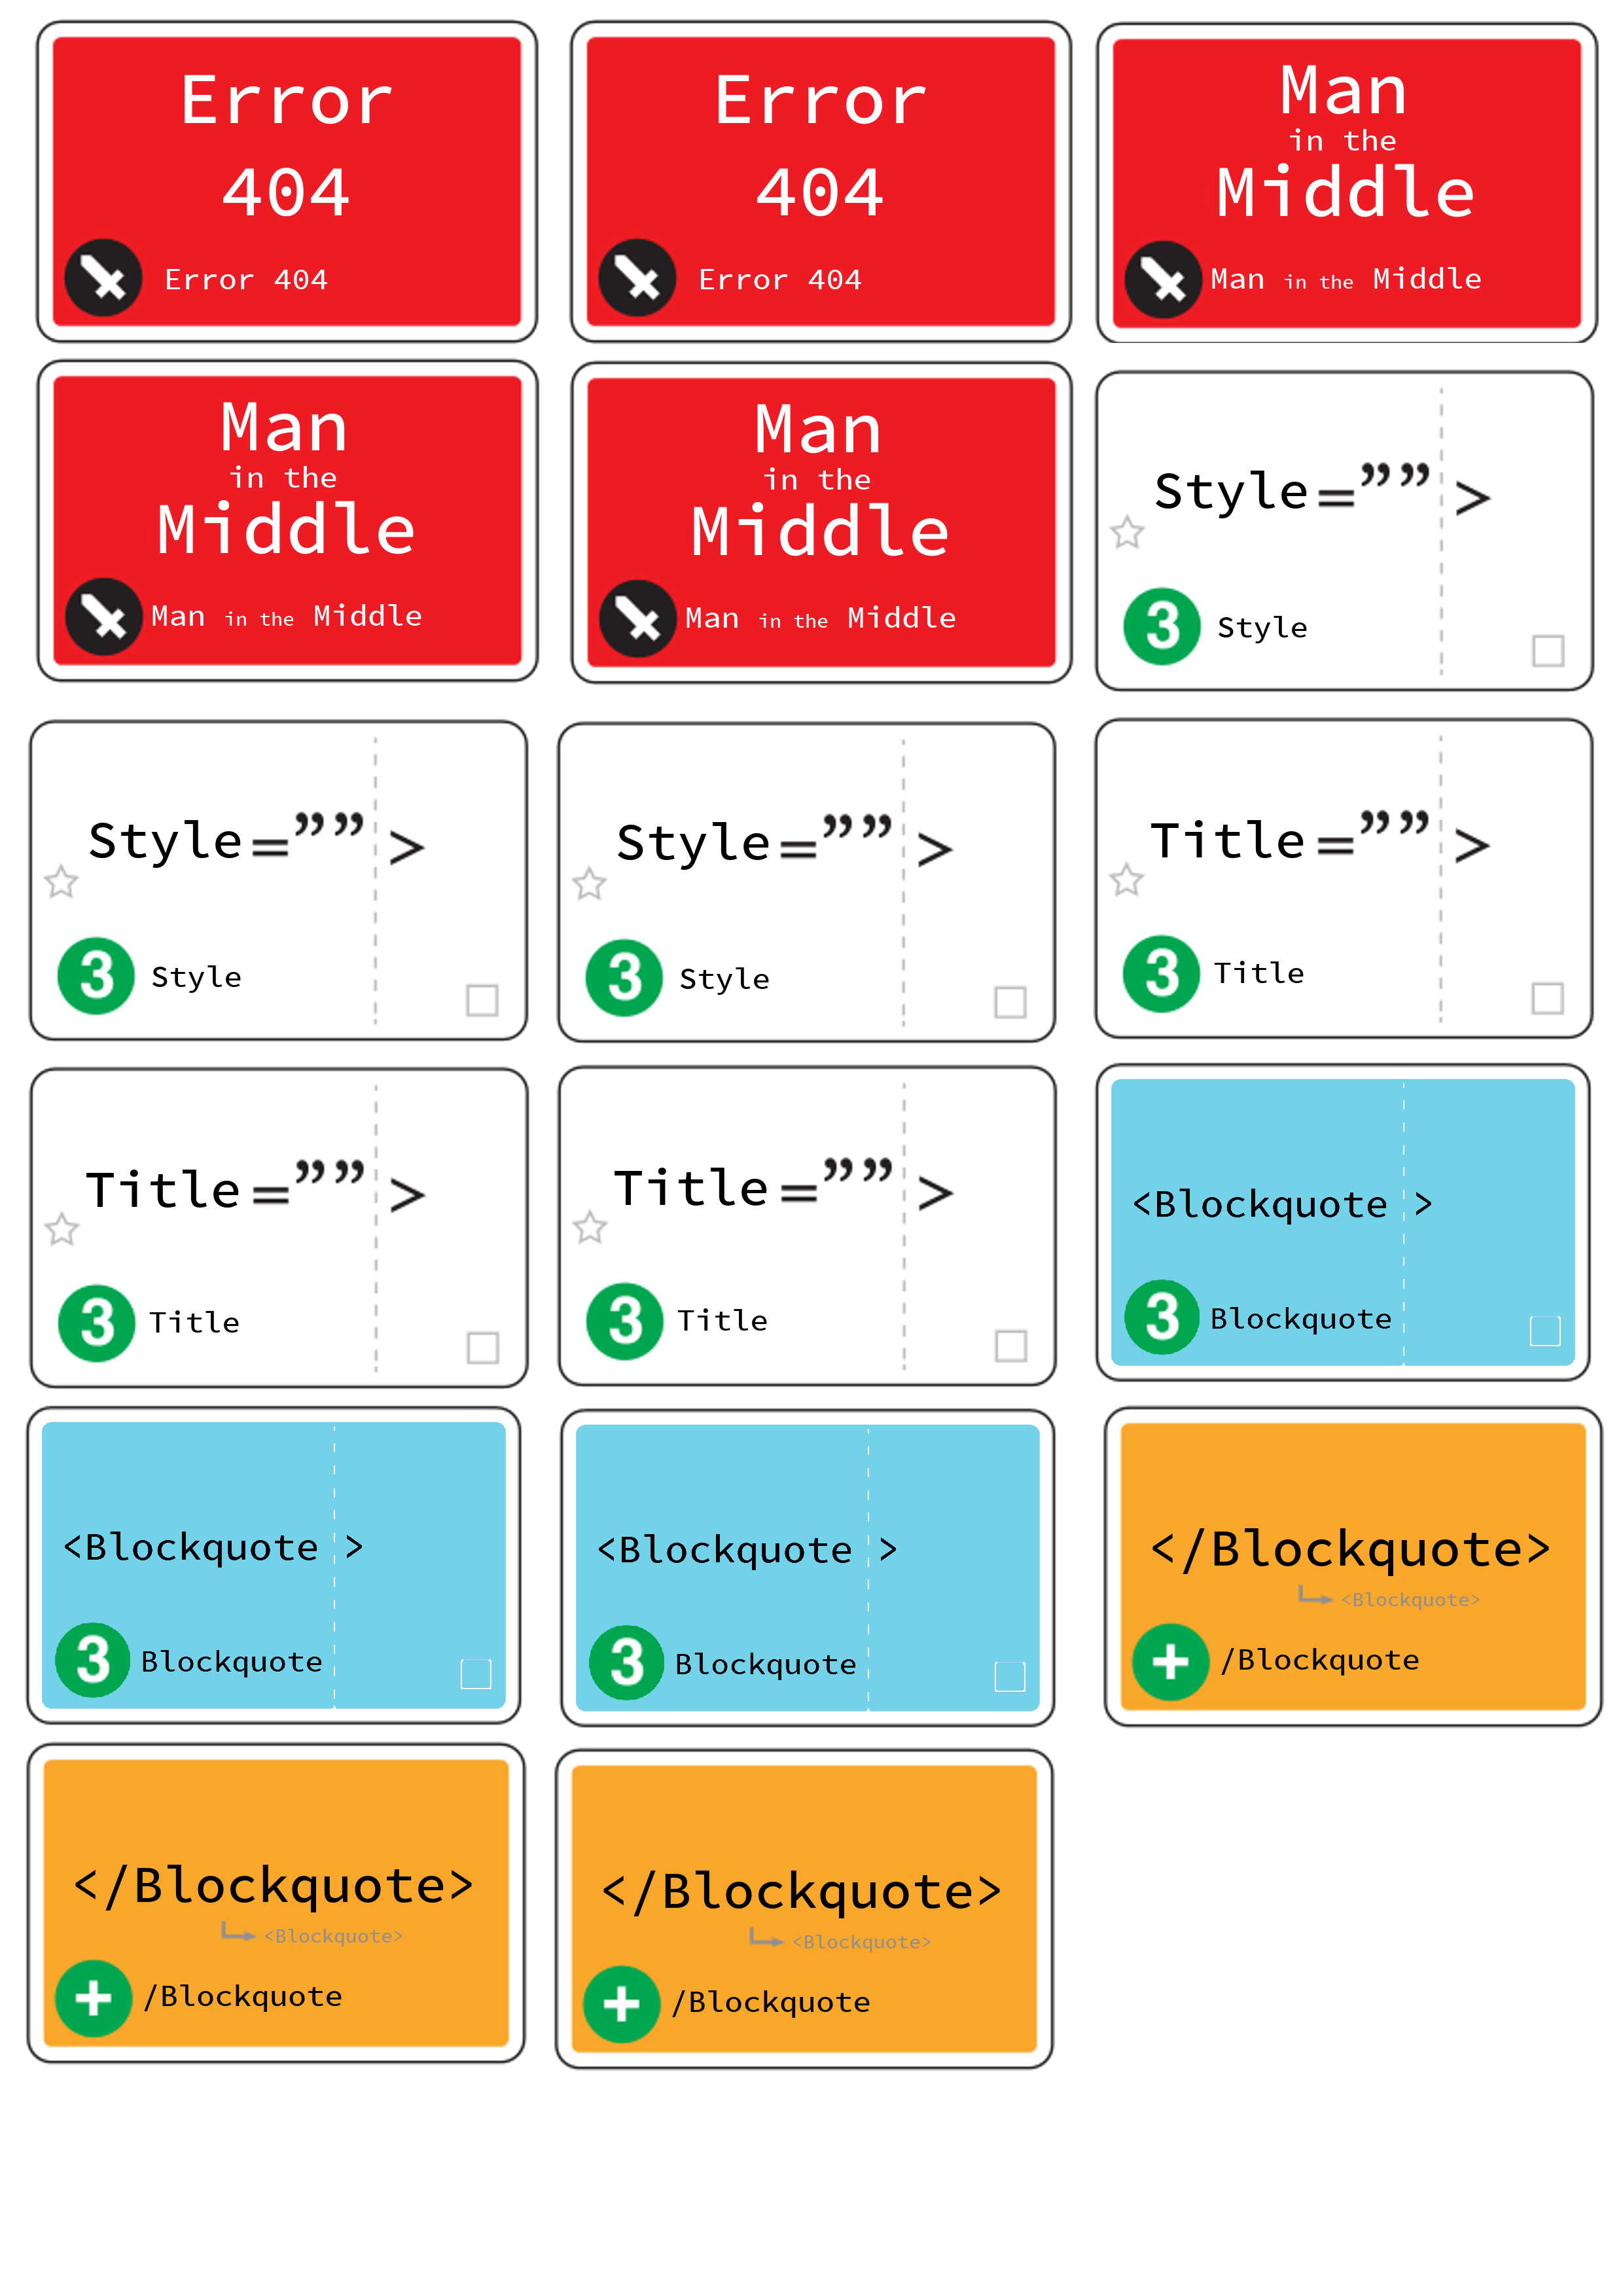 Error
404
Error 404
Error
404
Error 404
Man
in the
Middle
Man in the Middle
Man
in the
Middle
Man in the Middle
Man
in the
Middle
Man in the Middle
Style=”” >
3 Style
Style=”” >
3 Style
Style=”” >
3 Style
Title=”” >
3 Title
Title=”” >
3 Title
Title=”” >
3 Title
<Blockquote >
3 Blockquote
<Blockquote >
3 Blockquote
<Blockquote >
3 Blockquote
</Blockquote>
<Blockquote>
+ /Blockquote
</Blockquote>
<Blockquote>
+ /Blockquote
</Blockquote>
<Blockquote>
+ /Blockquote